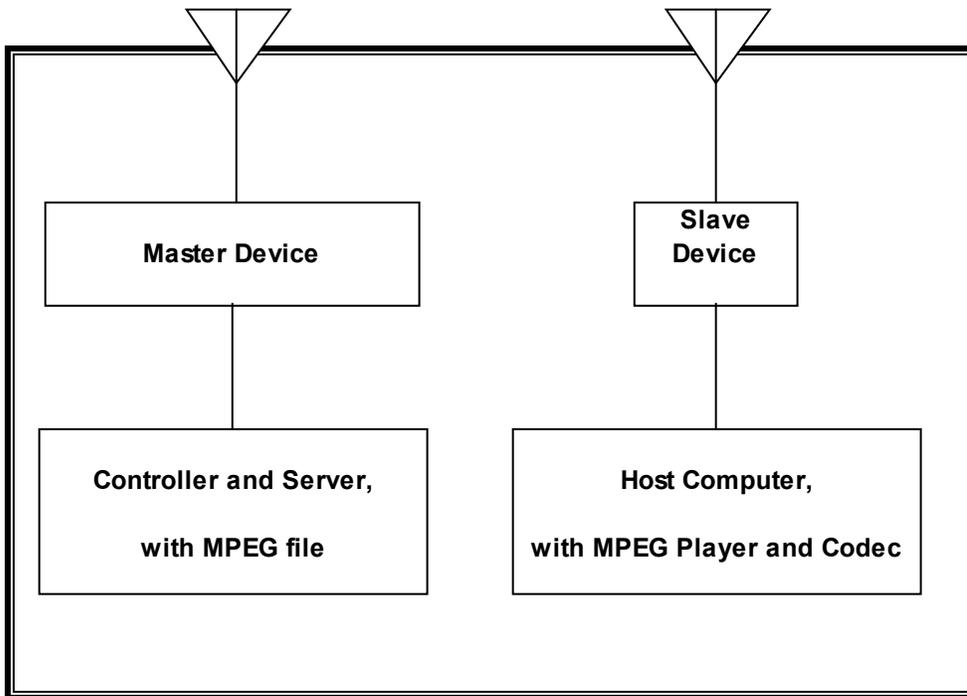 Master Device
Slave
Device
Controller and Server,
with MPEG file
Host Computer,
with MPEG Player and Codec